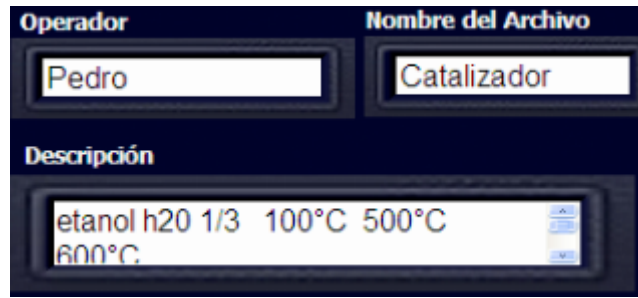 Operador
Nombre del Archivo
Pedro
Catalizador
Descripción
etanol h20 1/3 100°C 500°C
600°C